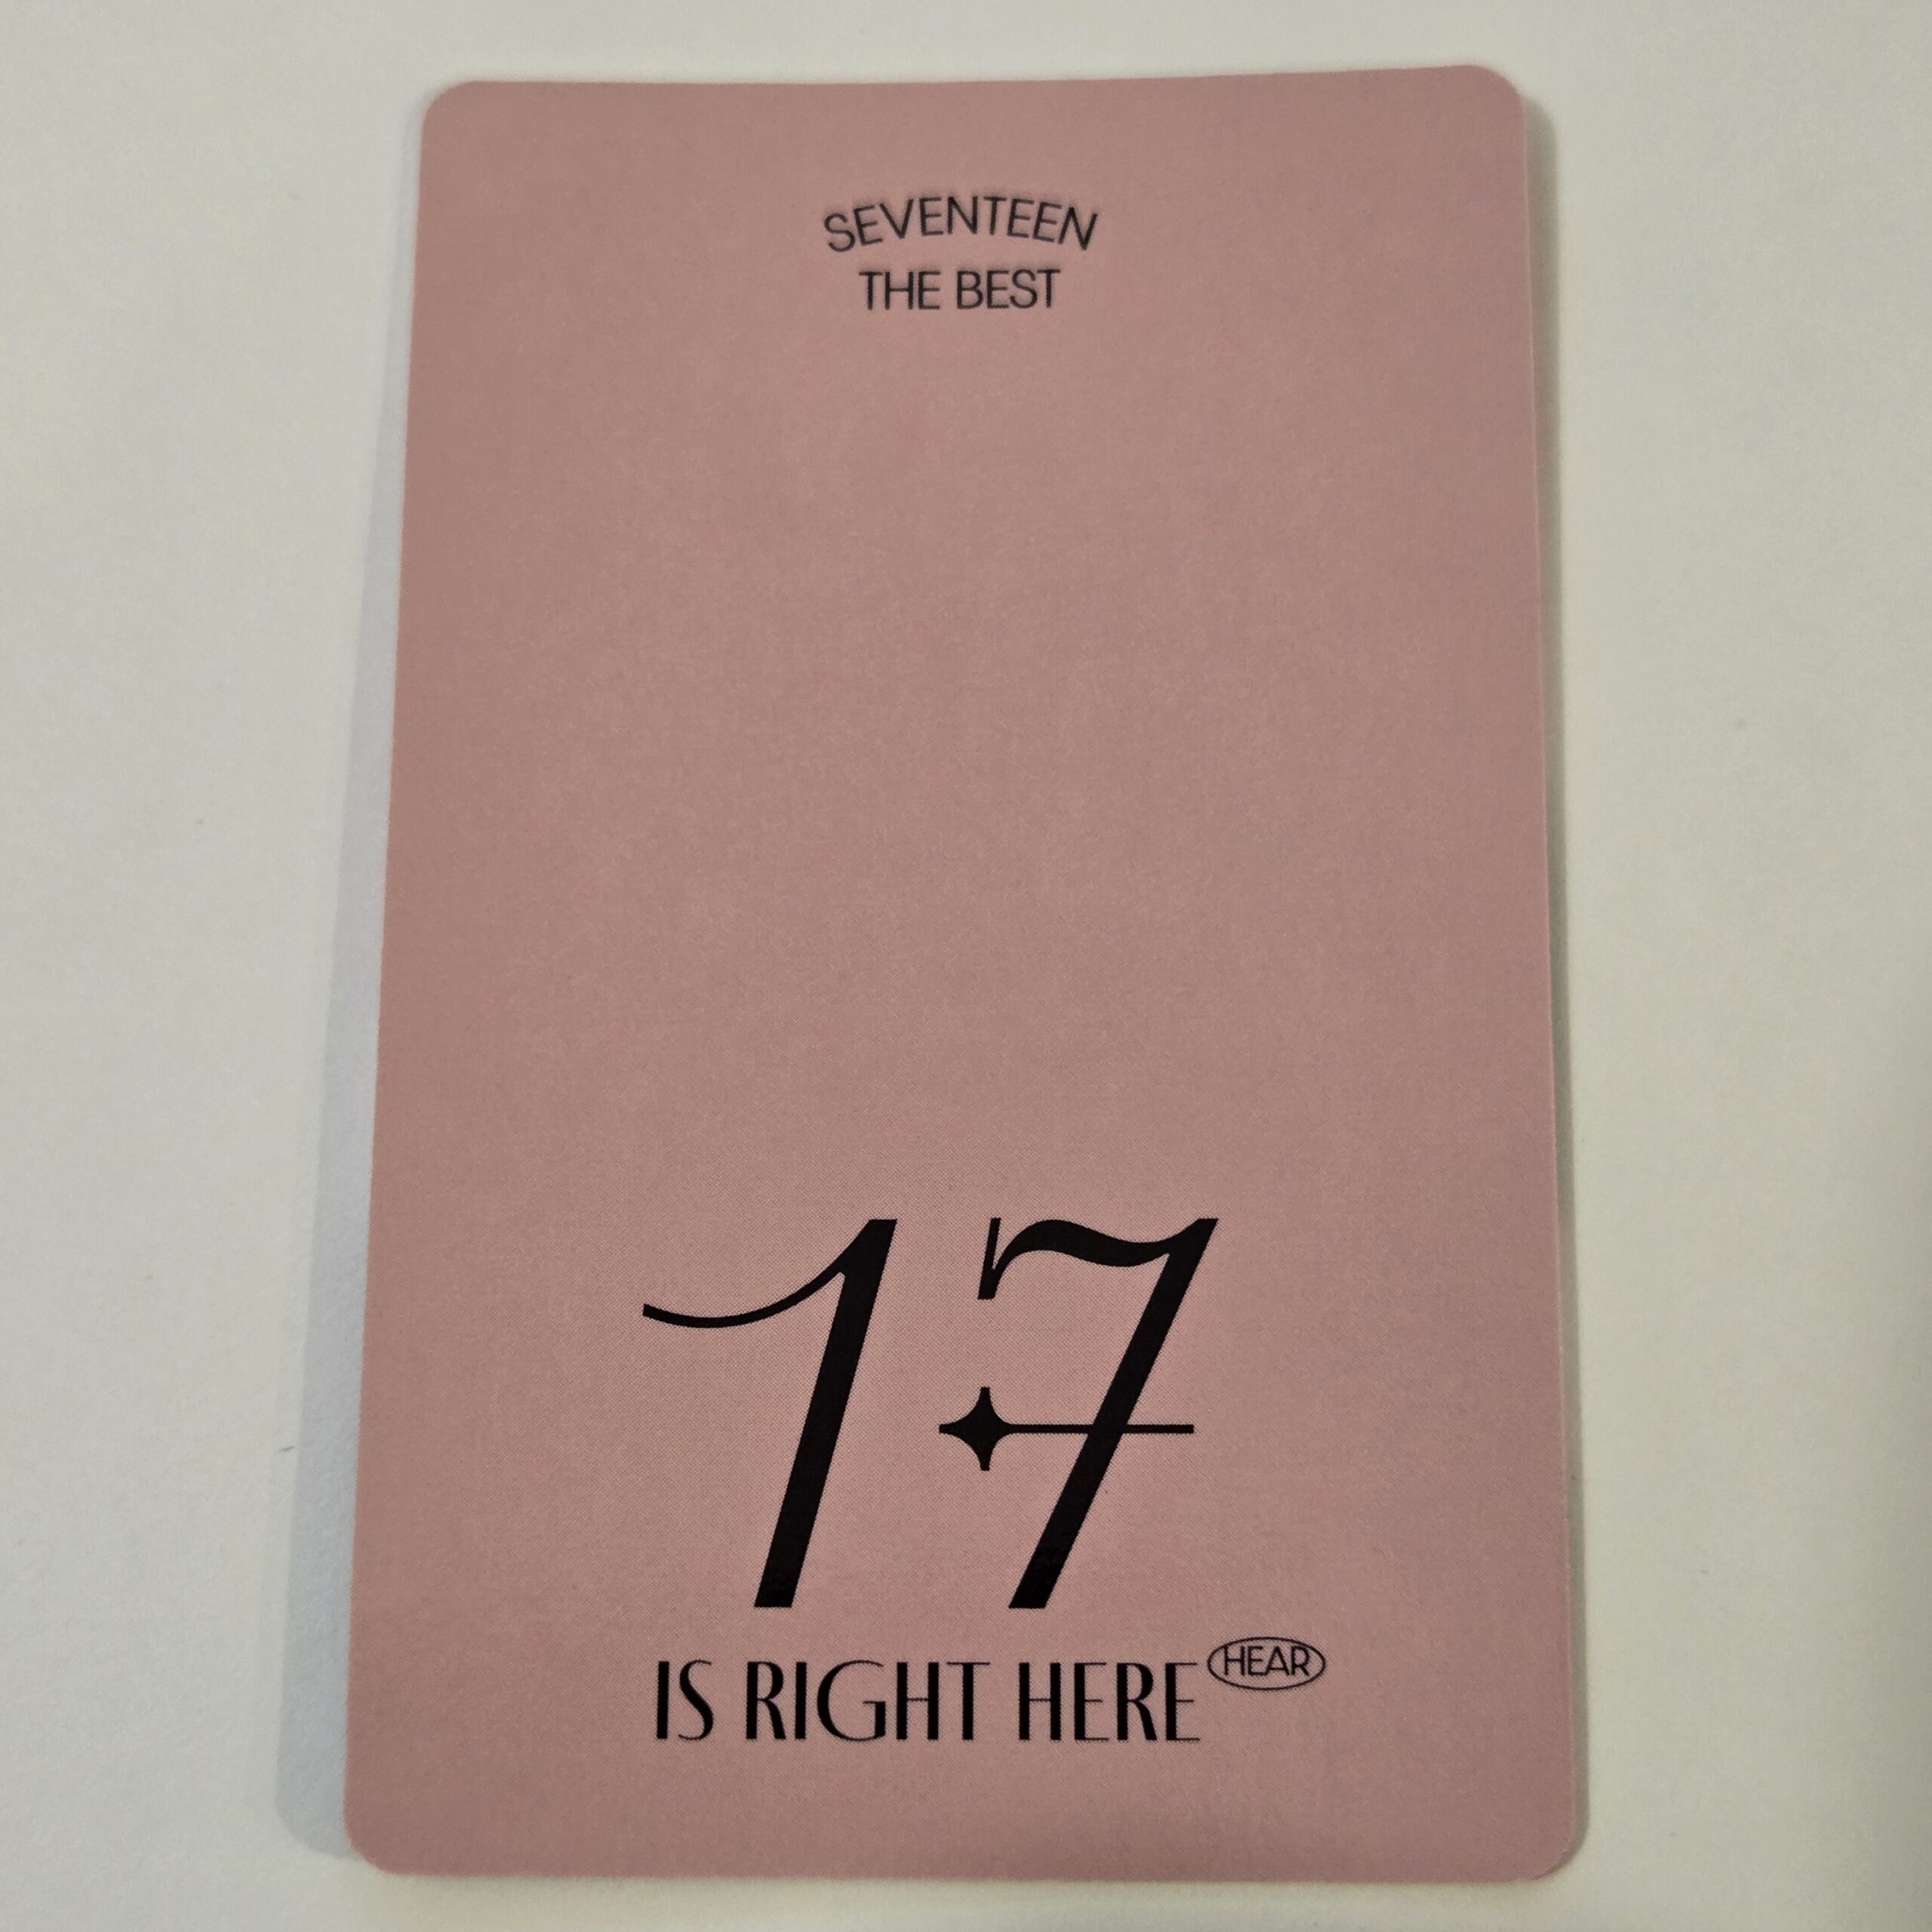 SEVENTEEN
THE BEST
17
IS RIGHT HERE HEAR